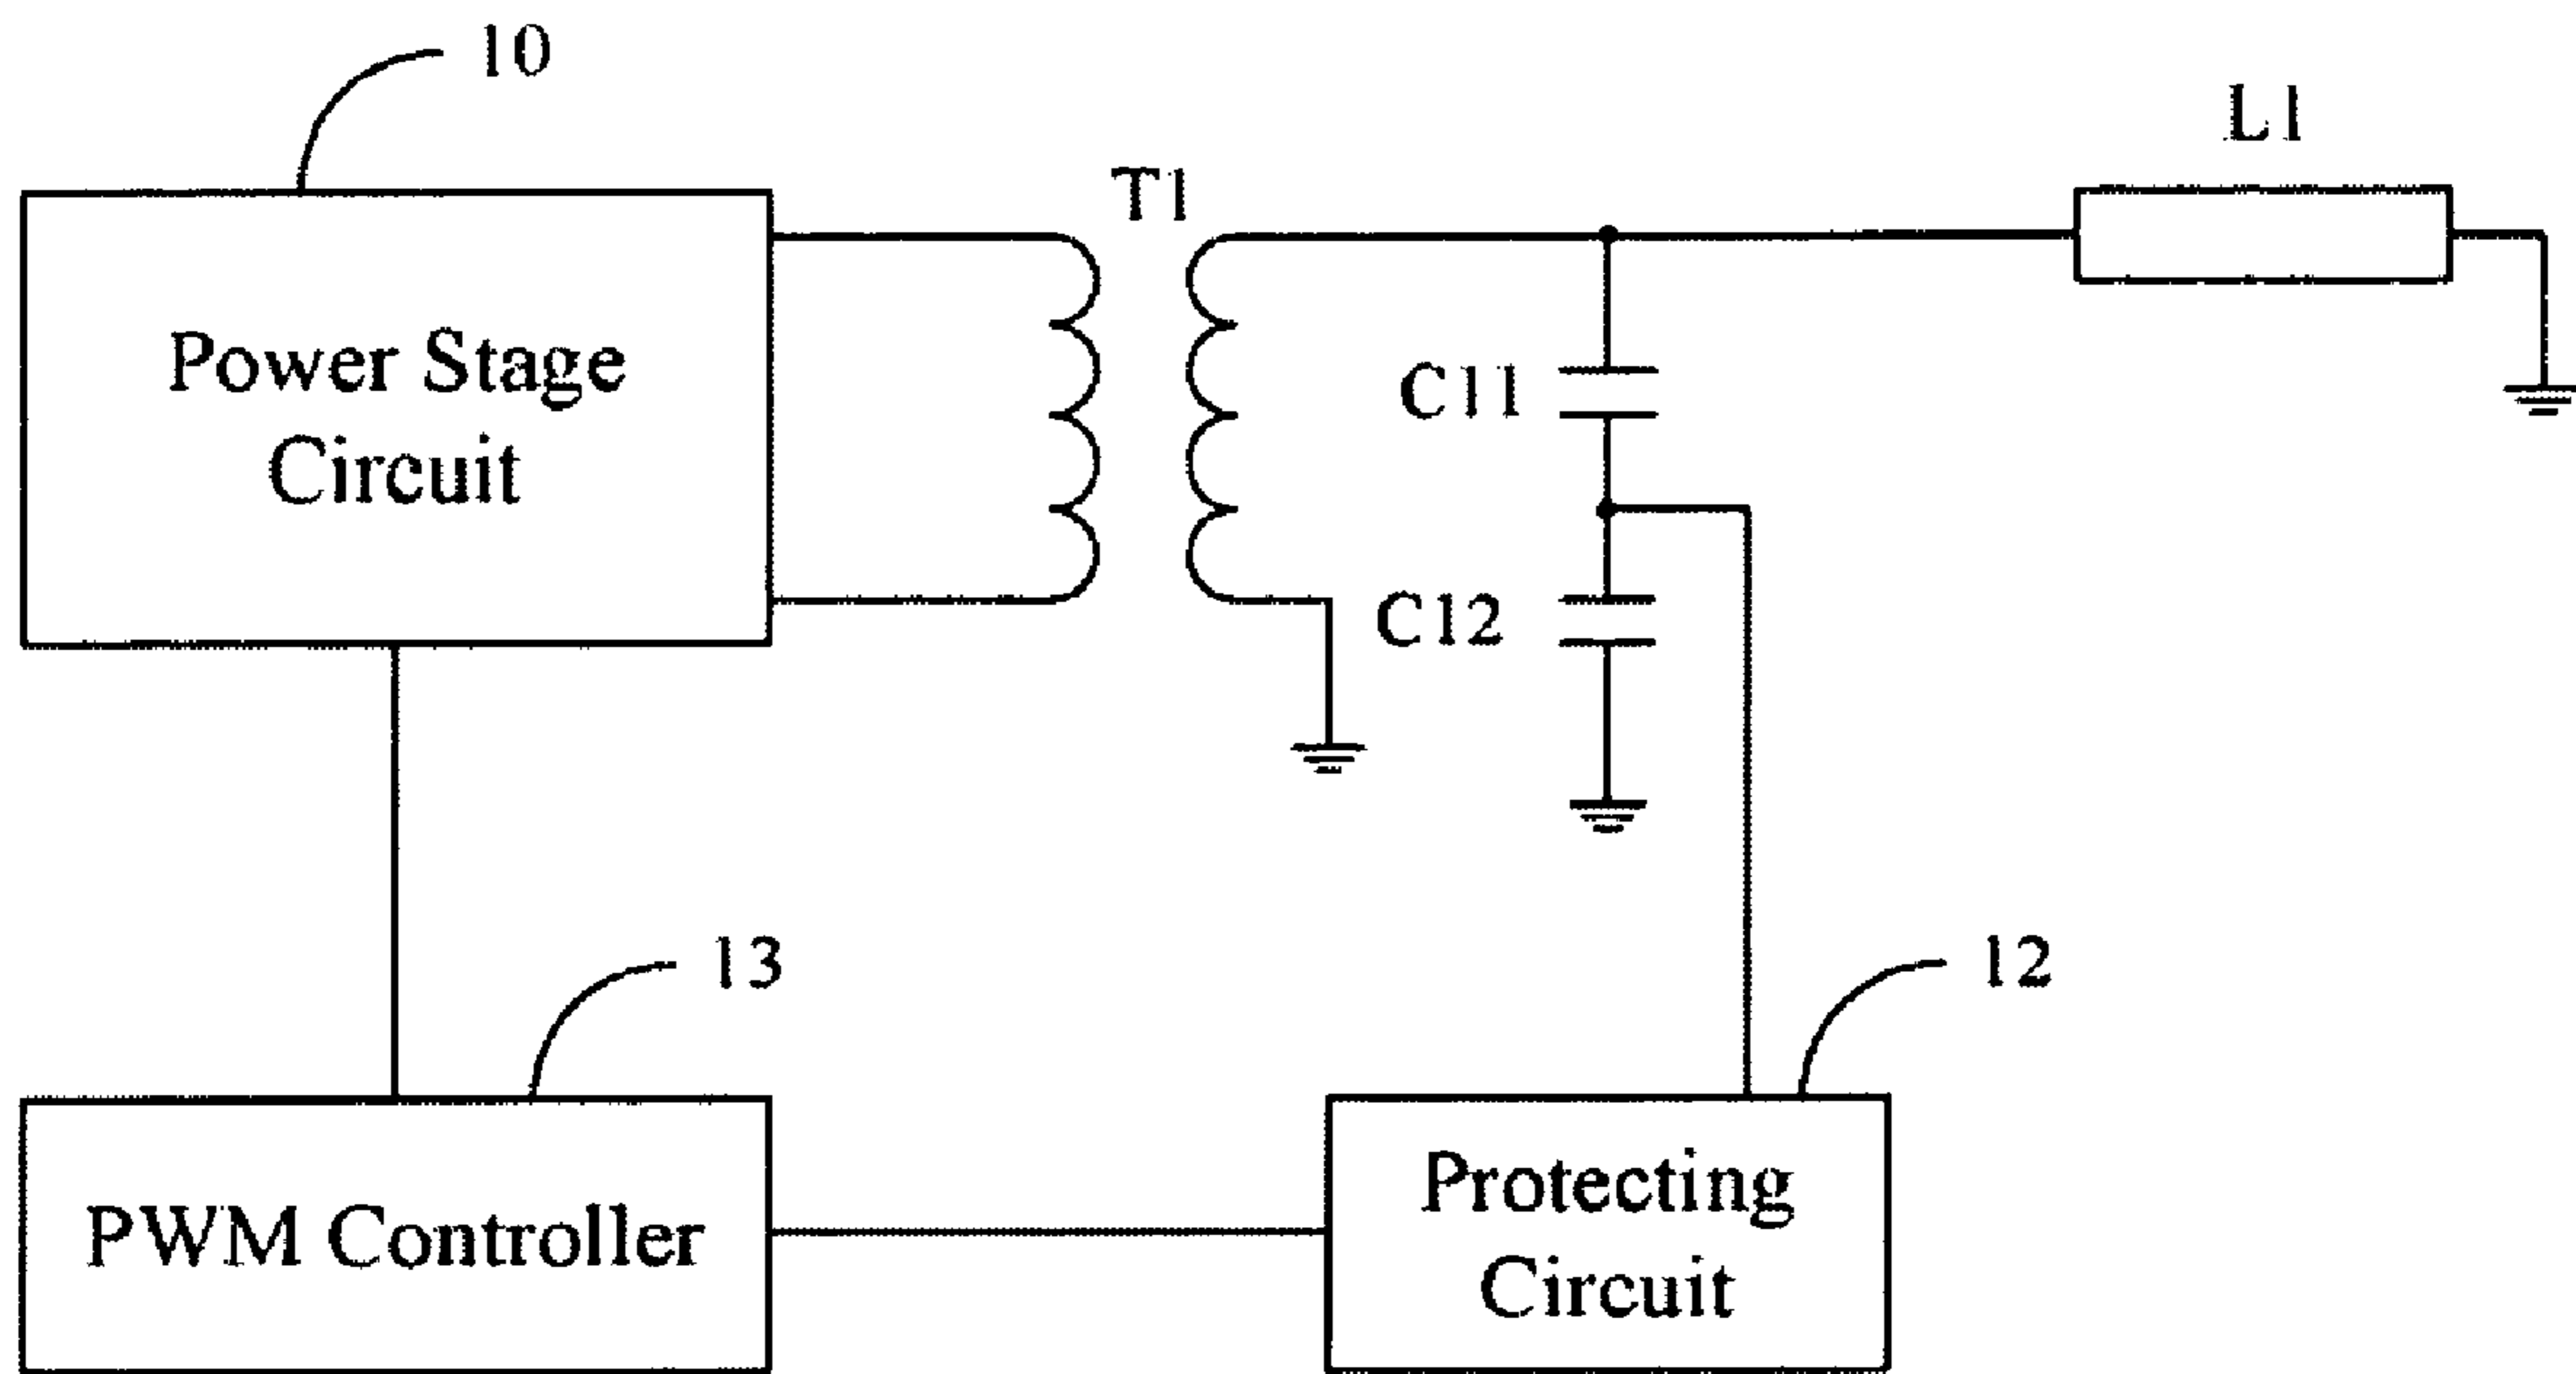 10
L1
T1
Power Stage
Circuit
C11
C12
13
12
PWM Controller
Protecting
Circuit